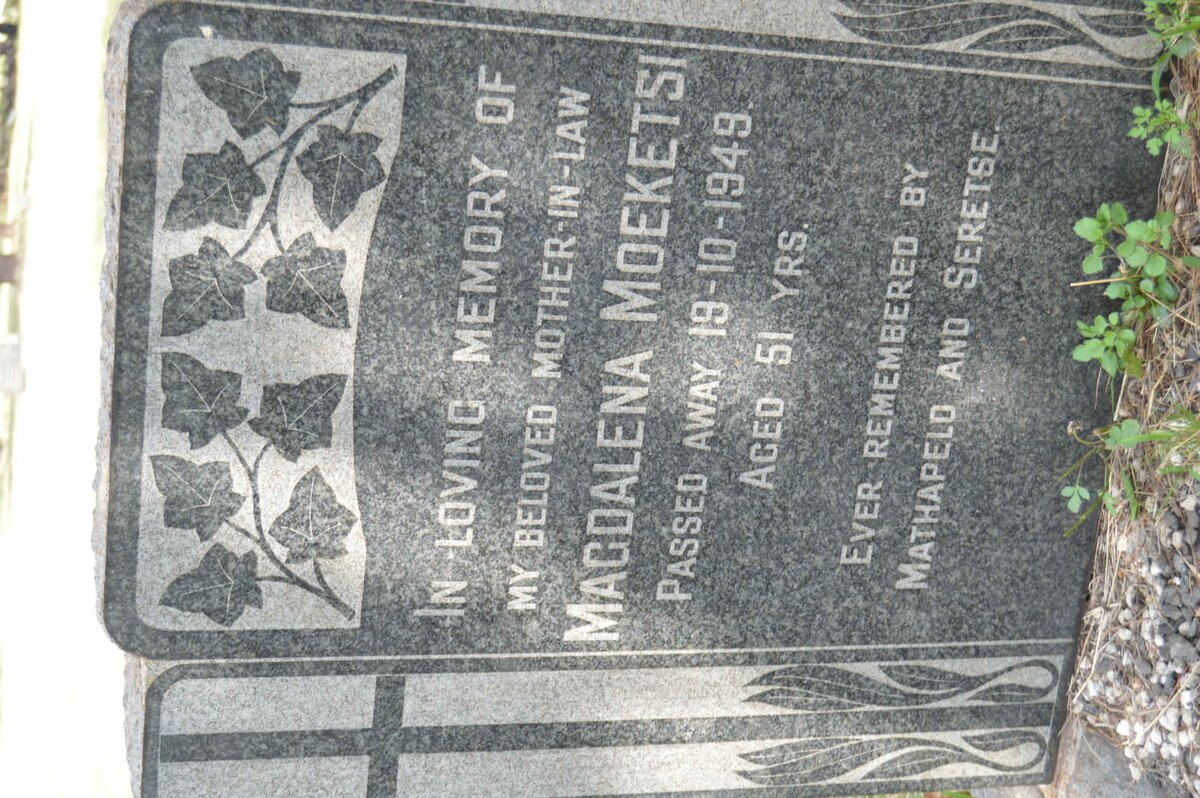 IN LOVING MEMORY OF
MY BELOVED MOTHER-IN-LAW
MAGDALENA MOEKETSI
PASSED AWAY 19-10-1949.
AGED 51 YRS.
EVER REMEMBERED BY
MATHAPELO AND SERETSE.